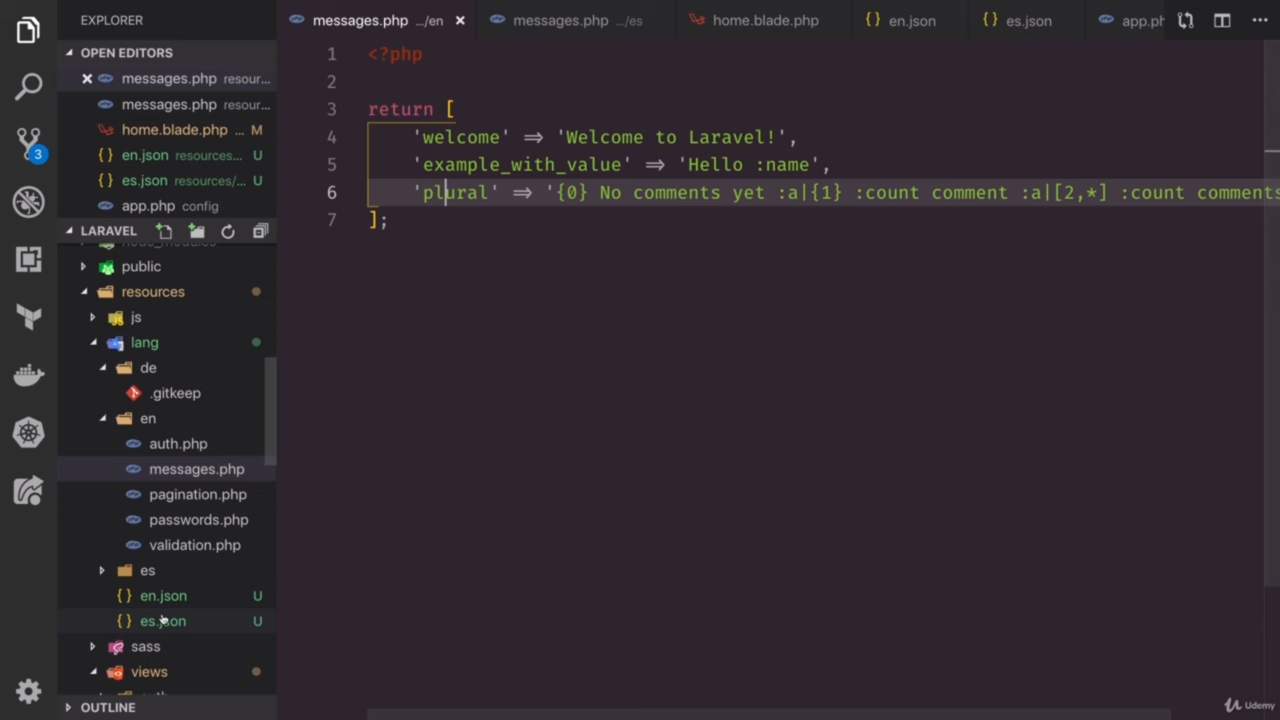 EXPLORER
OPEN EDITORS
messages.php resour...
messages.php resour...
home.blade.php ... M
en.json resources... U
es.json resources/... U
app.php config
LARAVEL
node_modules
public
resources
js
lang
de
.gitkeep
en
auth.php
messages.php
pagination.php
passwords.php
validation.php
es
en.json U
es.json U
sass
views
OUTLINE
3
messages.php .../en
messages.php .../es
home.blade.php
en.json
es.json
app.ph
1 <?php
2
3 return [
4 'welcome' => 'Welcome to Laravel!',
5 'example_with_value' => 'Hello :name',
6 'plural' => '{0} No comments yet :a|{1} :count comment :a|[2,*] :count comments
7 ];
Udemy